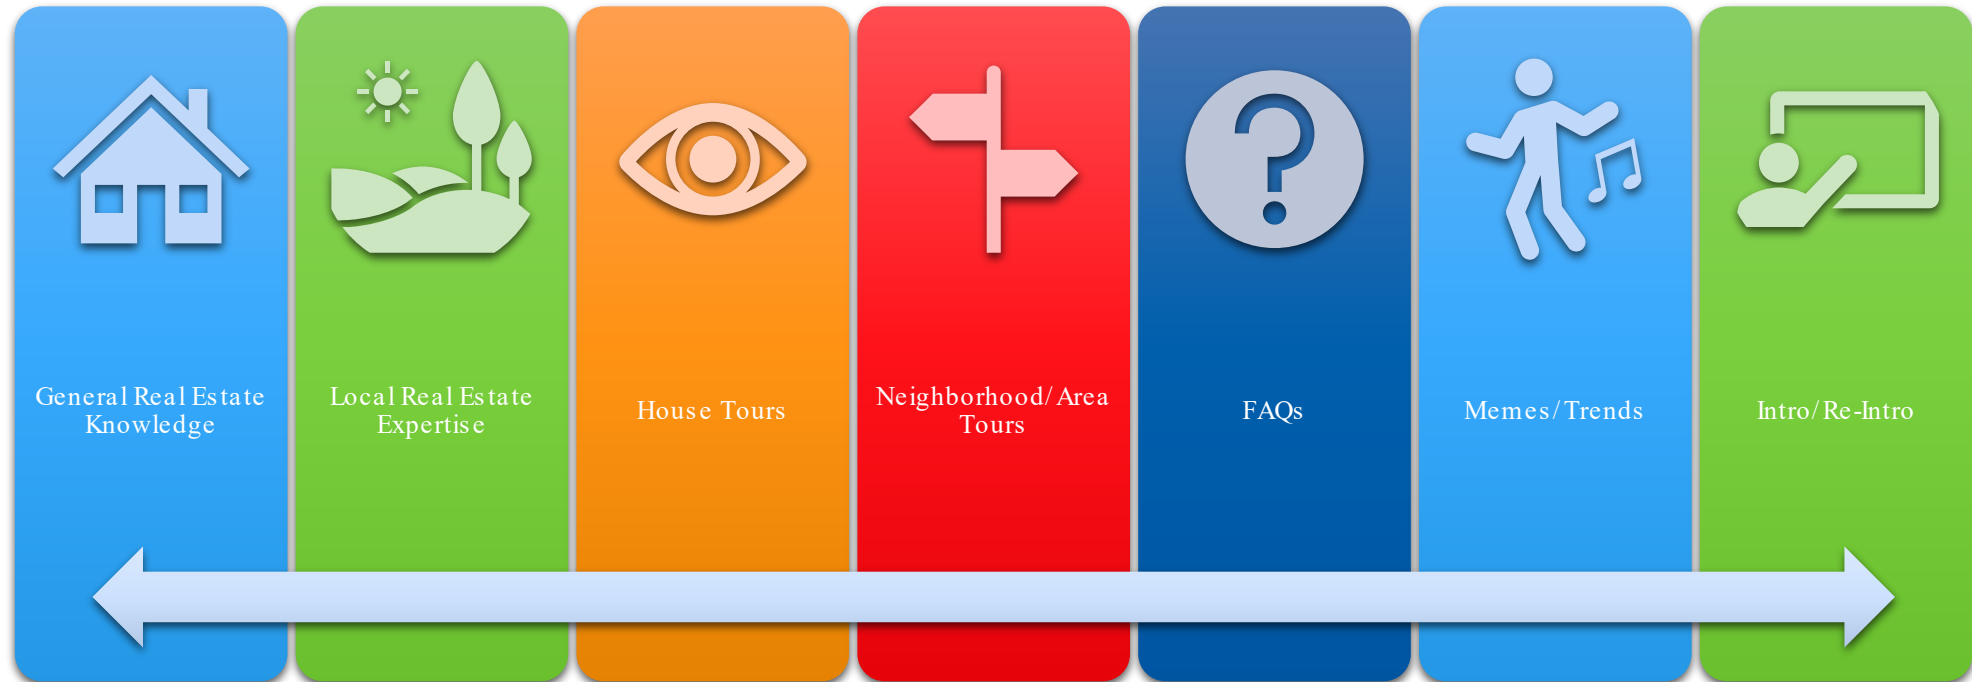 General Real Estate
Knowledge
Local Real Estate
Expertise
House Tours
Neighborhood/Area
Tours
FAQs
Memes/Trends
Intro/Re-Intro